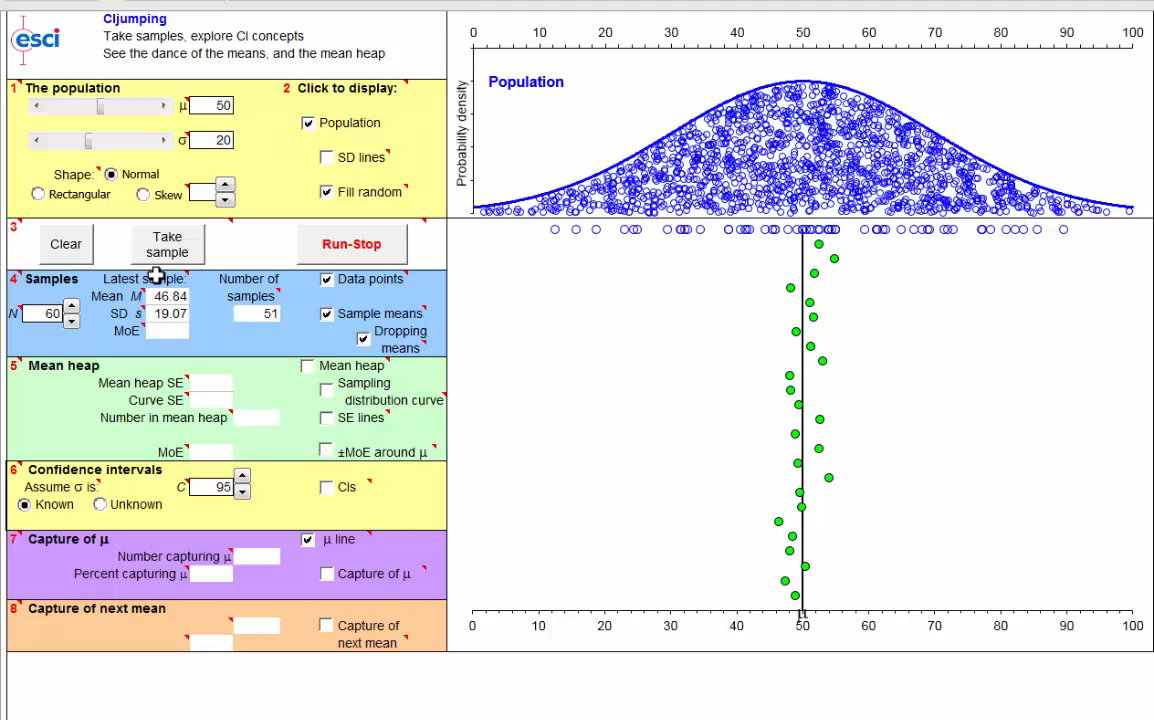 esci
CIjumping
Take samples, explore CI concepts
See the dance of the means, and the mean heap
1 The population
μ 50
σ 20
Shape: Normal
Rectangular Skew
2 Click to display:
Population
SD lines
Fill random
3
Clear
Take sample
Run-Stop
4 Samples
Latest sample:
Number of samples
Mean M 46.84
N 60
SD s 19.07
51
MoE
Data points
Sample means
Dropping means
5 Mean heap
Mean heap SE
Curve SE
Number in mean heap
MoE
Mean heap
Sampling distribution curve
SE lines
±MoE around μ
6 Confidence intervals
Assume σ is:
C 95
Known Unknown
CIs
7 Capture of μ
Number capturing μ
Percent capturing μ
μ line
Capture of μ
8 Capture of next mean
Capture of next mean
0 10 20 30 40 50 60 70 80 90 100
Population
Probability density
0 10 20 30 40 50 60 70 80 90 100